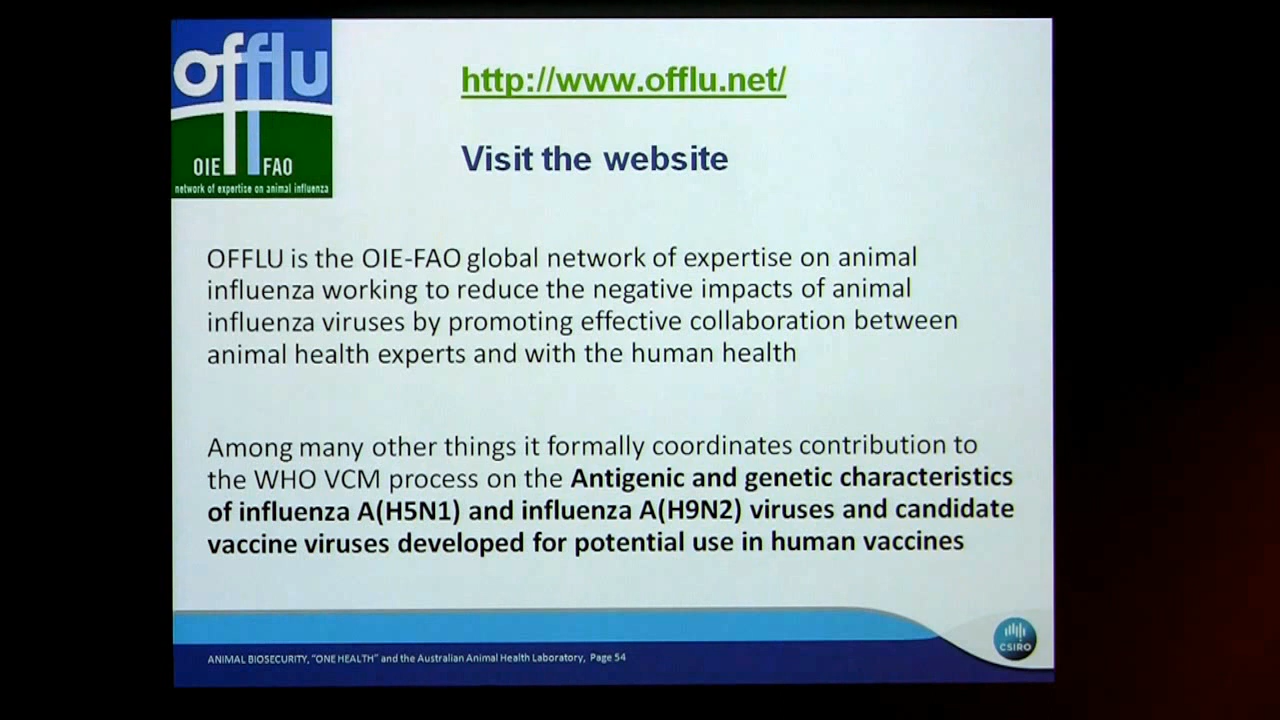 offlu
OIE FAO
network of expertise on animal influenza
http://www.offlu.net/
Visit the website
OFFLU is the OIE-FAO global network of expertise on animal
influenza working to reduce the negative impacts of animal
influenza viruses by promoting effective collaboration between
animal health experts and with the human health
Among many other things it formally coordinates contribution to
the WHO VCM process on the Antigenic and genetic characteristics
of influenza A(H5N1) and influenza A(H9N2) viruses and candidate
vaccine viruses developed for potential use in human vaccines
CSIRO
ANIMAL BIOSECURITY, "ONE HEALTH" and the Australian Animal Health Laboratory, Page 54